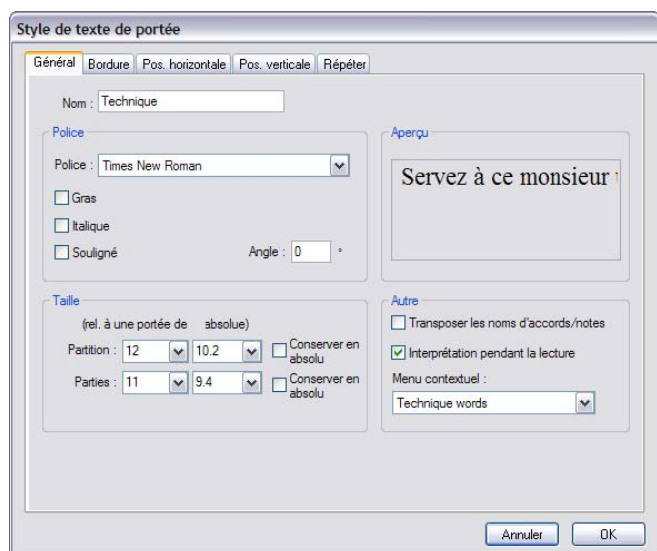 Style de texte de portée
Général Bordure Pos. horizontale Pos. verticale Répéter
Nom : Technique
Police
Police : Times New Roman
Gras
Italique
Souligné
Angle : 0 °
Aperçu
Servez à ce monsieur
Taille
(rel. à une portée de absolue)
Partition : 12 10.2 Conserver en absolu
Parties : 11 9.4 Conserver en absolu
Autre
Transposer les noms d'accords/notes
Interprétation pendant la lecture
Menu contextuel :
Technique words
Annuler OK